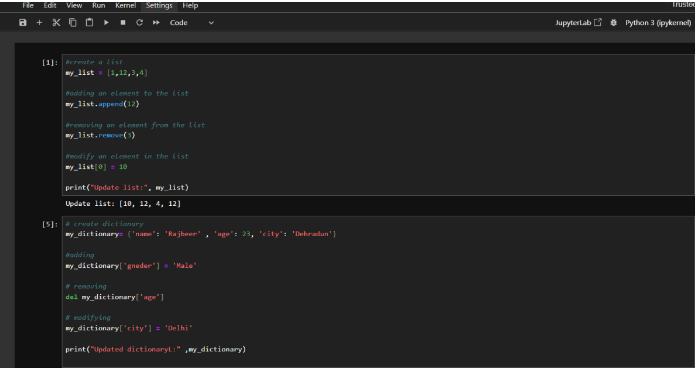 File Edit View Run Kernel Settings Help Trusted
Code JupyterLab Python 3 (ipykernel)
[1]: #create a list
my_list = [1,12,3,4]
#adding an element to the list
my_list.append(12)
#removing an element from the list
my_list.remove(3)
#modify an element in the list
my_list[0] = 10
print("Update list:", my_list)
Update list: [10, 12, 4, 12]
[5]: # create dictionary
my_dictionary= {'name': 'Rajbeer' , 'age': 23, 'city': 'Dehradun'}
#adding
my_dictionary['gneder'] = 'Male'
# removing
del my_dictionary['age']
# modifying
my_dictionary['city'] = 'Delhi'
print("Updated dictionaryL:" ,my_dictionary)